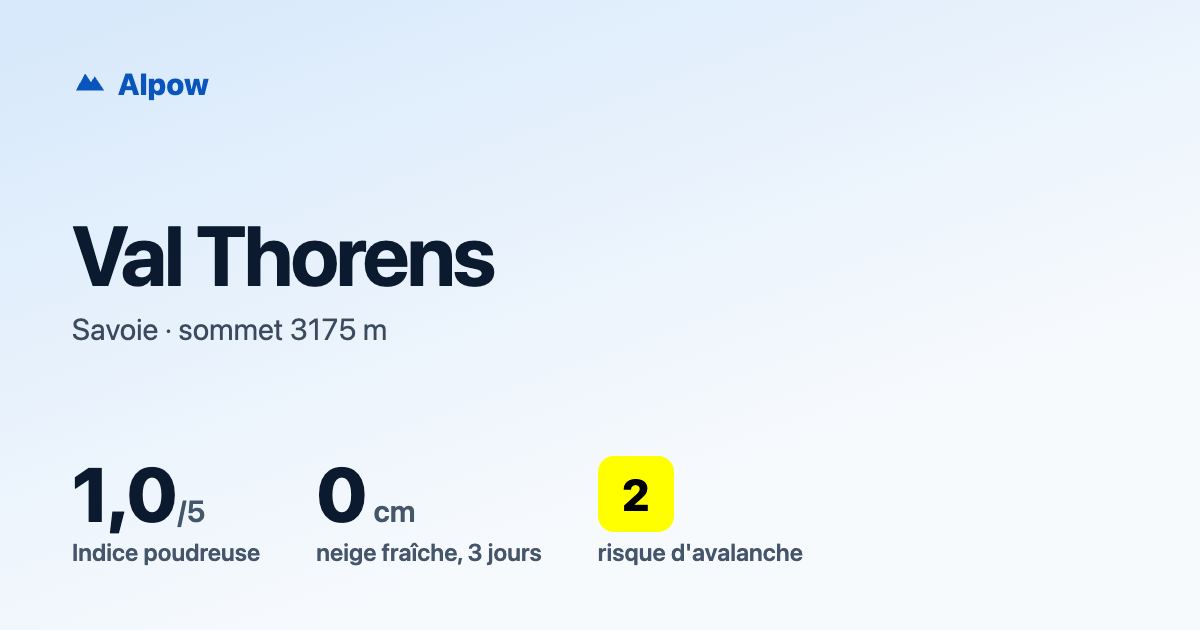 Alpow
Val Thorens
Savoie · sommet 3175 m
1,0/5
Indice poudreuse
0 cm
neige fraîche, 3 jours
2
risque d'avalanche